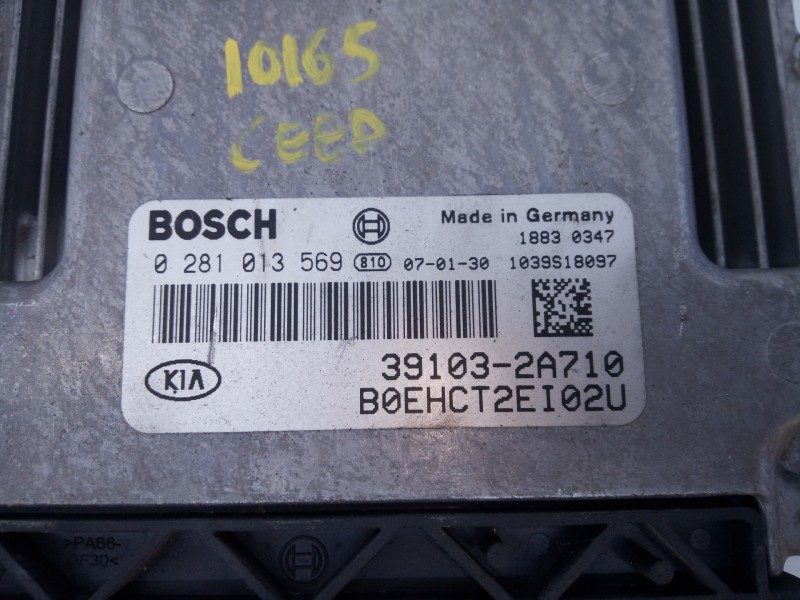 10165
CEED
BOSCH
Made in Germany
1883 0347
0 281 013 569 810 07-01-30 1039S18097
39103-2A710
KIA
B0EHCT2EI02U
>PA66-
GF30<